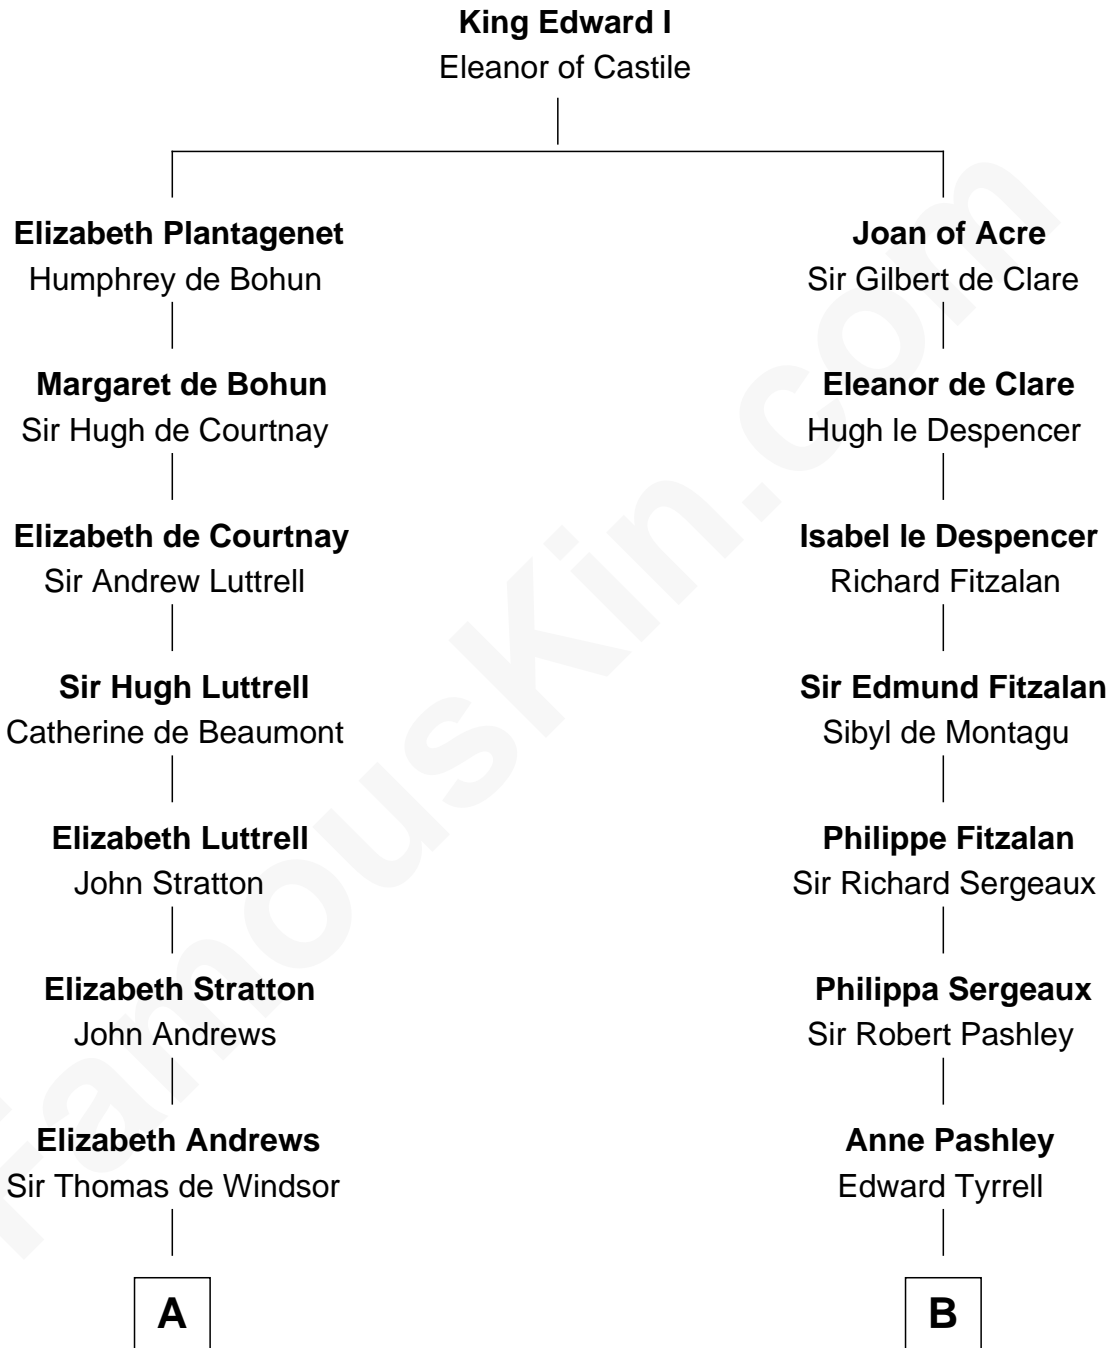 King Edward I
Eleanor of Castile
Elizabeth Plantagenet
Humphrey de Bohun
Joan of Acre
Sir Gilbert de Clare
Margaret de Bohun
Sir Hugh de Courtnay
Eleanor de Clare
Hugh le Despencer
Elizabeth de Courtnay
Sir Andrew Luttrell
Isabel le Despencer
Richard Fitzalan
Sir Hugh Luttrell
Catherine de Beaumont
Sir Edmund Fitzalan
Sibyl de Montagu
Elizabeth Luttrell
John Stratton
Philippe Fitzalan
Sir Richard Sergeaux
Elizabeth Stratton
John Andrews
Philippa Sergeaux
Sir Robert Pashley
Elizabeth Andrews
Sir Thomas de Windsor
Anne Pashley
Edward Tyrrell
A
B
FamousKin.com